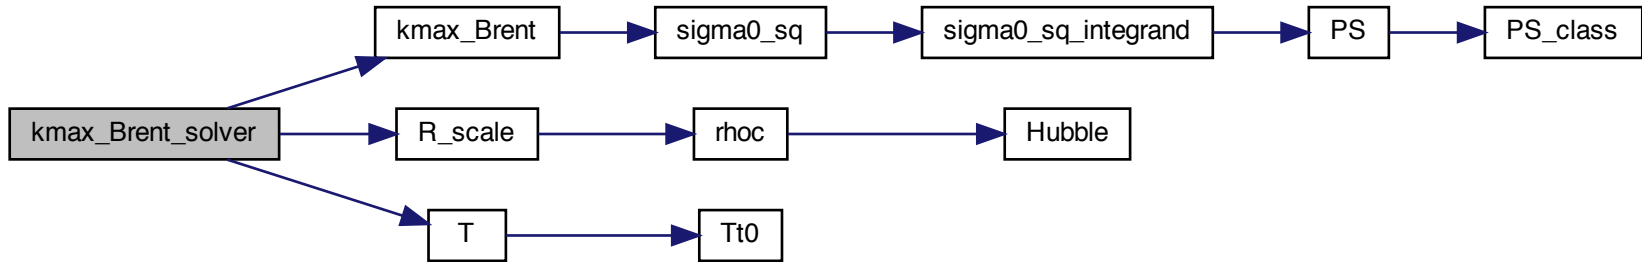 kmax_Brent
sigma0_sq
sigma0_sq_integrand
PS
PS_class
kmax_Brent_solver
R_scale
rhoc
Hubble
T
Tt0